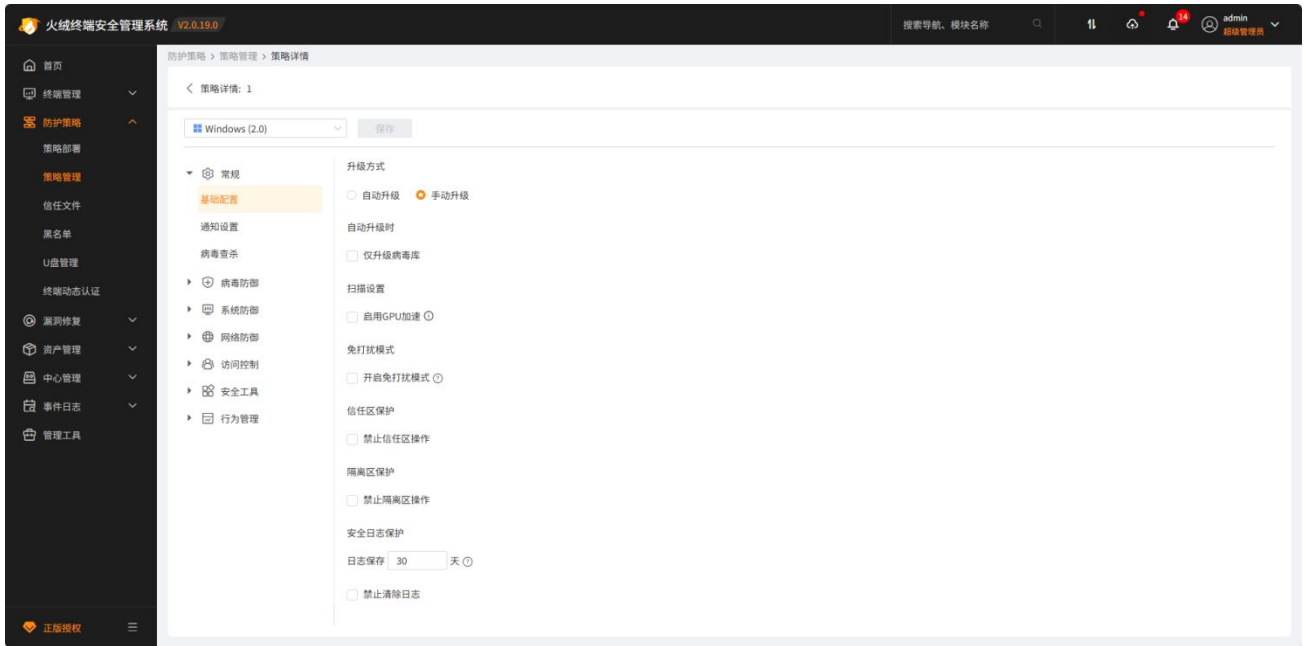 火绒终端安全管理系统 V2.0.19.0
搜索导航、模块名称
14
admin
超级管理员
首页
终端管理
防护策略
策略部署
策略管理
信任文件
黑名单
U盘管理
终端动态认证
漏洞修复
资产管理
中心管理
事件日志
管理工具
正版授权
防护策略 > 策略管理 > 策略详情
策略详情: 1
Windows (2.0)
保存
常规
基础配置
通知设置
病毒查杀
病毒防御
系统防御
网络防御
访问控制
安全工具
行为管理
升级方式
自动升级 手动升级
自动升级时
仅升级病毒库
扫描设置
启用GPU加速
免打扰模式
开启免打扰模式
信任区保护
禁止信任区操作
隔离区保护
禁止隔离区操作
安全日志保护
日志保存 30 天
禁止清除日志